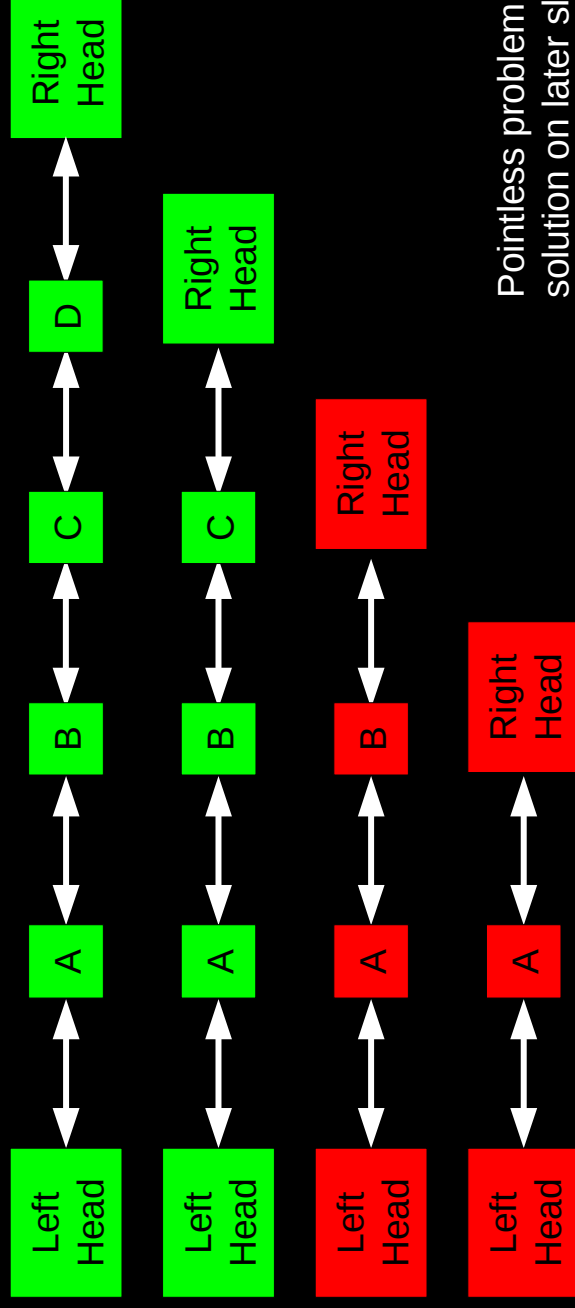 Left
Head
A
B
C
D
Right
Head
Left
Head
A
B
C
Right
Head
Left
Head
A
B
Right
Head
Left
Head
A
Right
Head
Pointless problem
solution on later sl